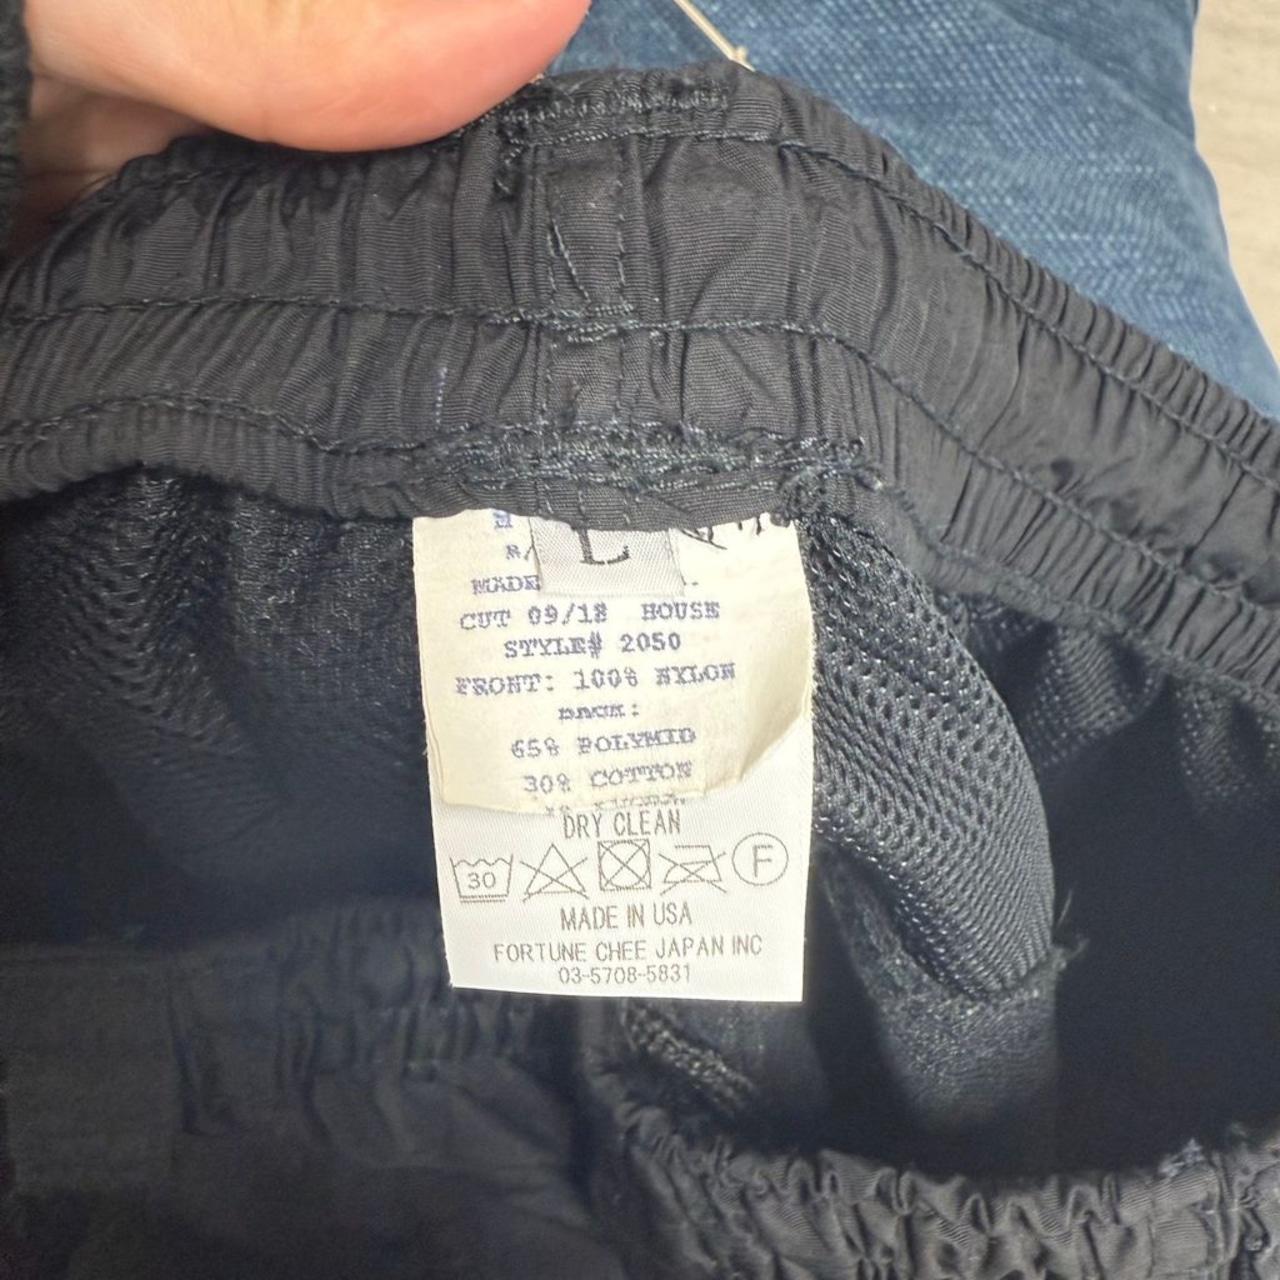 L
MADE
CUT 09/18 HOUSE
STYLE# 2050
FRONT: 100% NYLON
BACK:
65% POLYMID
30% COTTON
DRY CLEAN
30 F
MADE IN USA
FORTUNE CHEE JAPAN INC
03-5708-5831